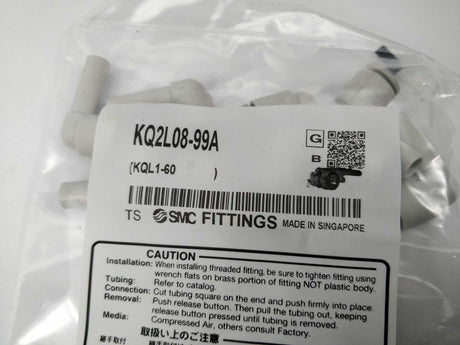 KQ2L08-99A
[KQL1-60 )
G
B
TS SMC FITTINGS MADE IN SINGAPORE
CAUTION
Installation: When installing threaded fitting, be sure to tighten fitting using
wrench flats on brass portion of fitting NOT plastic body.
Tubing: Refer to catalog.
Connection: Cut tubing square on the end and push firmly into place.
Removal: Push release button. Then pull the tubing out, keeping
release button pressed until tubing is removed.
Media: Compressed Air, others consult Factory.
取扱い上のご注意